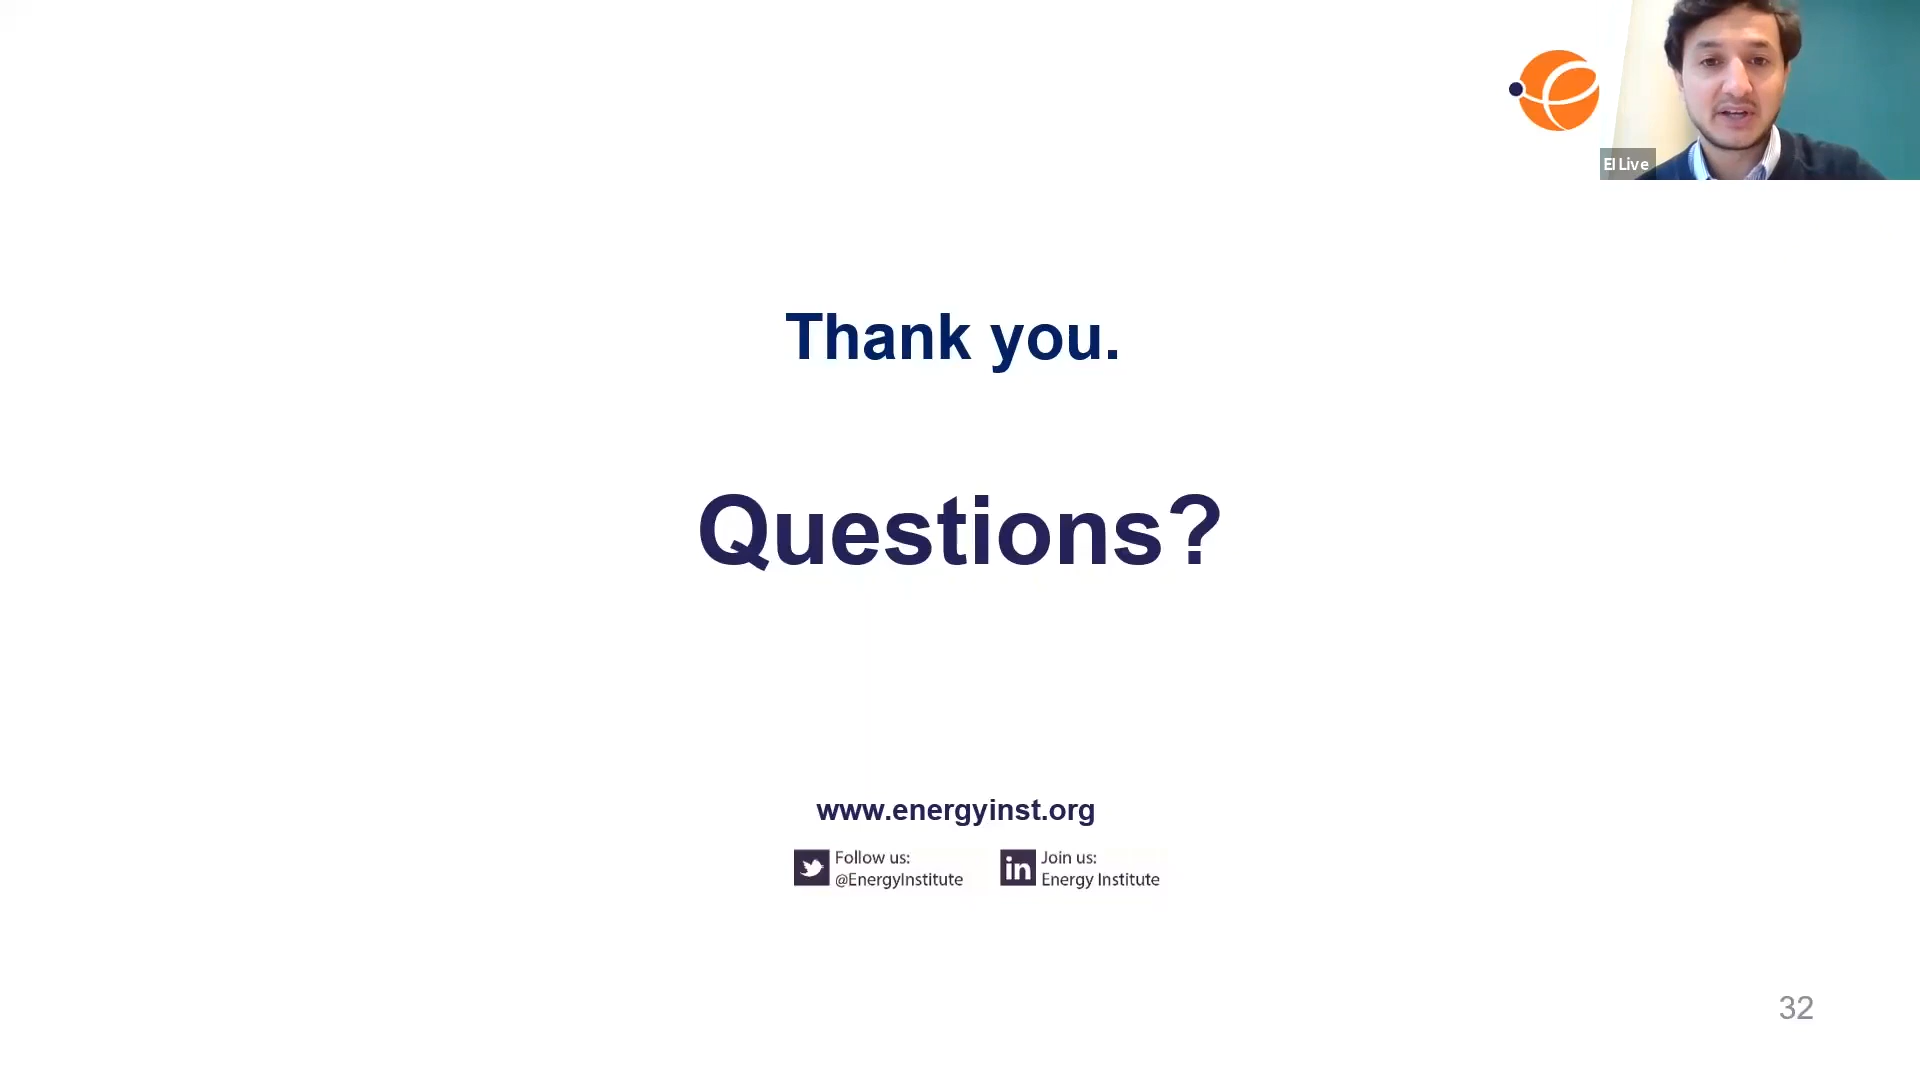 EI Live
Thank you.
Questions?
www.energyinst.org
Follow us:
@EnergyInstitute
Join us:
Energy Institute
32